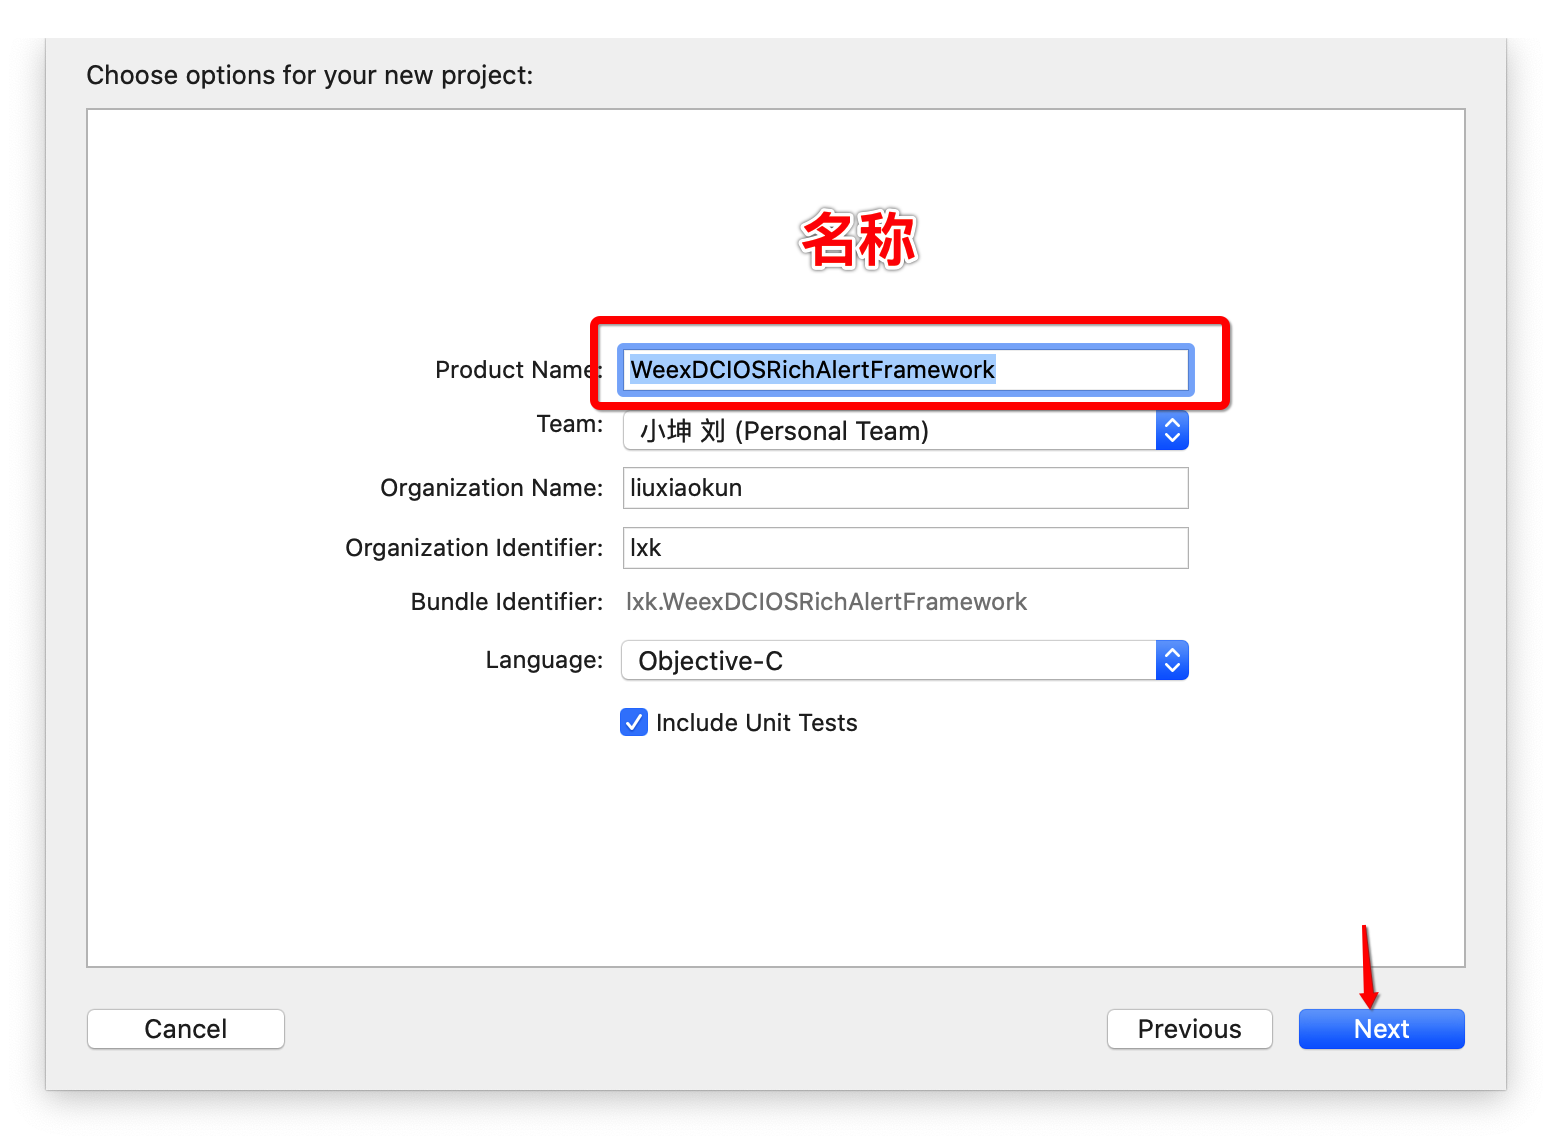 Choose options for your new project:
名称
Product Name: WeexDCIOSRichAlertFramework
Team: 小坤 刘 (Personal Team)
Organization Name: liuxiaokun
Organization Identifier: lxk
Bundle Identifier: lxk.WeexDCIOSRichAlertFramework
Language: Objective-C
Include Unit Tests
Cancel Previous Next